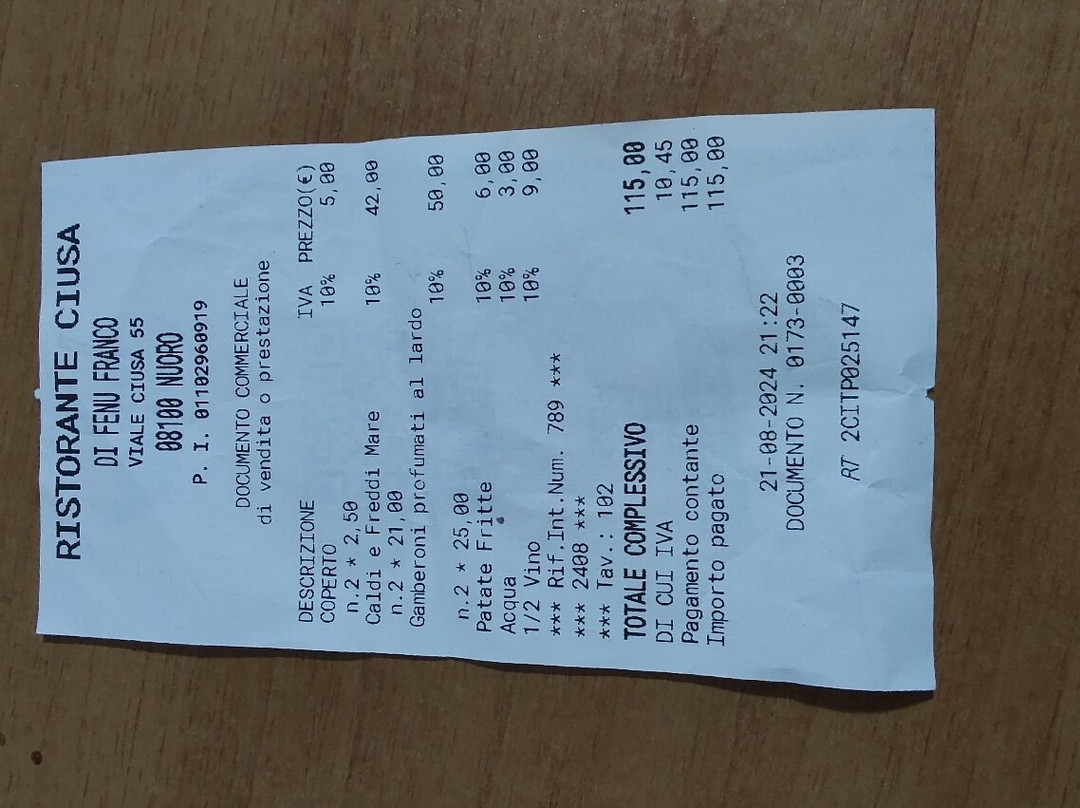 RISTORANTE CIUSA
DI FENU FRANCO
VIALE CIUSA 55
08100 NUORO
P. I. 01102960919
DOCUMENTO COMMERCIALE
di vendita o prestazione
DESCRIZIONE IVA PREZZO(€)
COPERTO 10% 5,00
n.2 * 2,50
Caldi e Freddi Mare 10% 42,00
n.2 * 21,00
Gamberoni profumati al lardo
10% 50,00
n.2 * 25,00
Patate Fritte 10% 6,00
Acqua 10% 3,00
1/2 Vino 10% 9,00
*** Rif.Int.Num. 789 ***
*** 2408 ***
*** Tav.: 102
TOTALE COMPLESSIVO 115,00
DI CUI IVA 10,45
Pagamento contante 115,00
Importo pagato 115,00
21-08-2024 21:22
DOCUMENTO N. 0173-0003
RT 2CITP025147